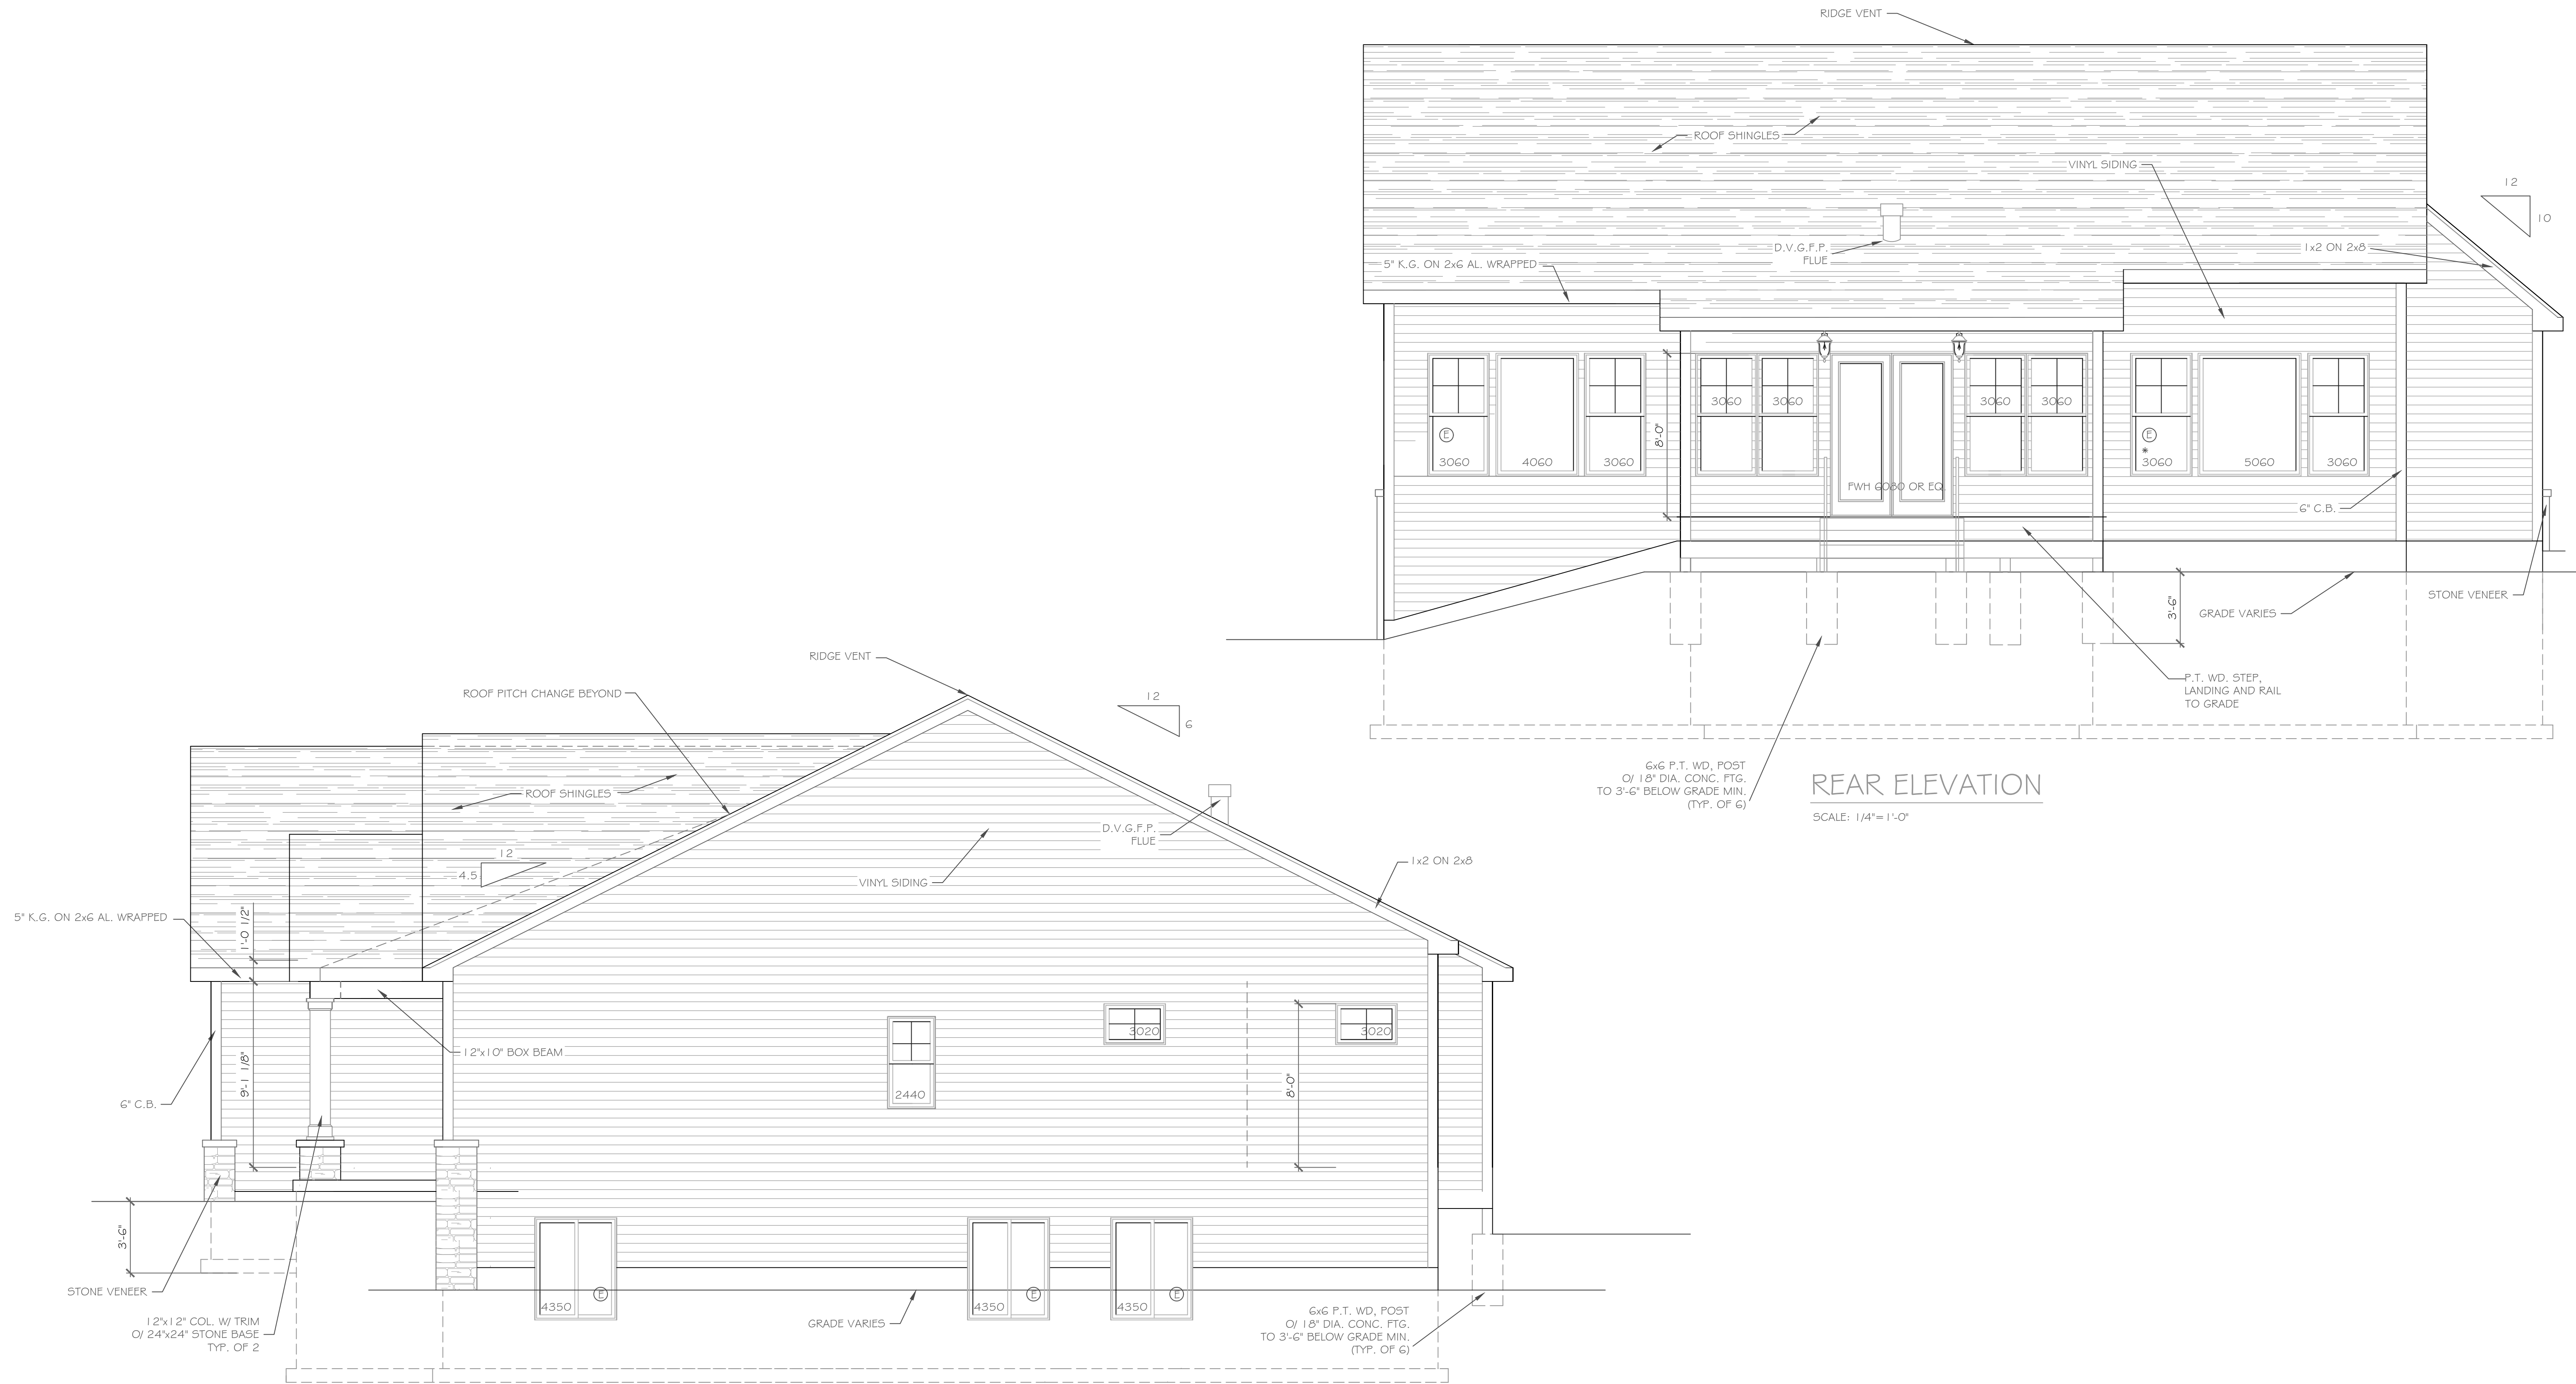 RIDGE VENT
ROOF SHINGLES
VINYL SIDING
12
10
D.V.G.F.P.
FLUE
1x2 ON 2x8
5" K.G. ON 2x6 AL. WRAPPED
3060
3060
3060
3060
8'-0"
E
3060
4060
3060
E
*
3060
5060
3060
FWH 6080 OR EQ
6" C.B.
STONE VENEER
GRADE VARIES
3'-6"
P.T. WD. STEP,
LANDING AND RAIL
TO GRADE
6x6 P.T. WD, POST
O/ 18" DIA. CONC. FTG.
TO 3'-6" BELOW GRADE MIN.
(TYP. OF 6)
REAR ELEVATION
SCALE: 1/4"=1'-0"
RIDGE VENT
ROOF PITCH CHANGE BEYOND
12
6
ROOF SHINGLES
D.V.G.F.P.
FLUE
12
4.5
VINYL SIDING
1x2 ON 2x8
5" K.G. ON 2x6 AL. WRAPPED
1'-0 1/2"
12"x10" BOX BEAM
3020
3020
9'-1 1/8"
8'-0"
2440
6" C.B.
3'-6"
STONE VENEER
E
4350
E
4350
E
4350
12"x12" COL. W/ TRIM
O/ 24"x24" STONE BASE
TYP. OF 2
GRADE VARIES
6x6 P.T. WD, POST
O/ 18" DIA. CONC. FTG.
TO 3'-6" BELOW GRADE MIN.
(TYP. OF 6)